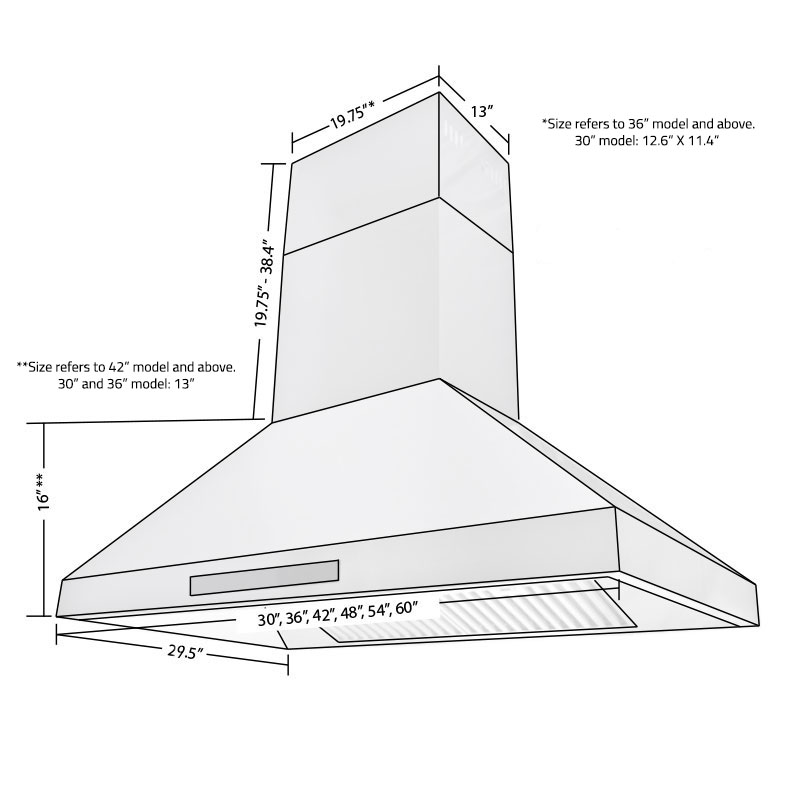 19.75”*
13”
*Size refers to 36” model and above.
30” model: 12.6” X 11.4”
19.75” - 38.4”
**Size refers to 42” model and above.
30” and 36” model: 13”
16”**
30”, 36”, 42”, 48”, 54”, 60”
29.5”